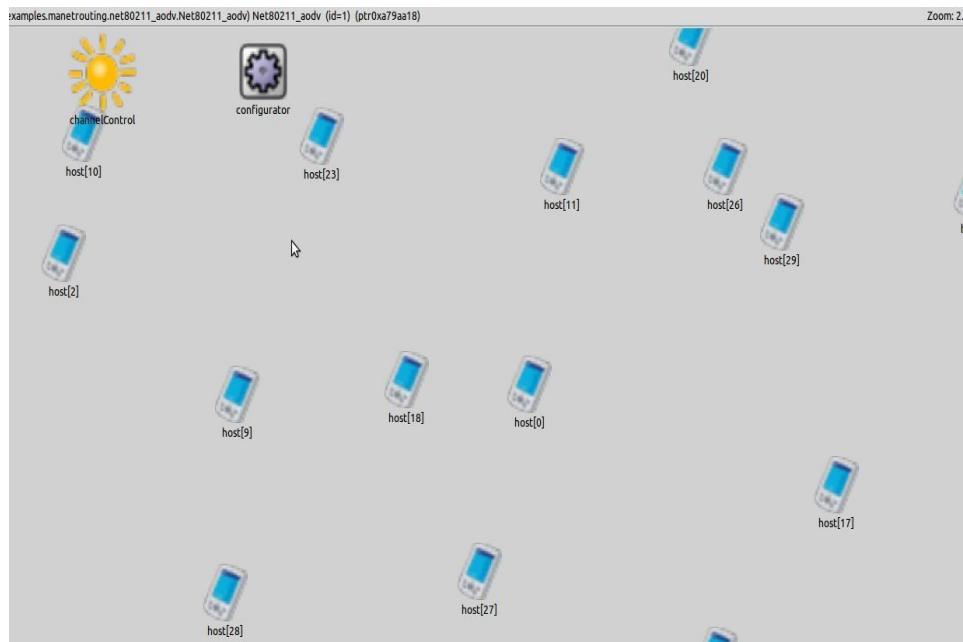 examples.manetrouting.net80211_aodv.Net80211_aodv) Net80211_aodv (id=1) (ptr0xa79aa18)
Zoom: 2.
host[20]
configurator
channelControl
host[10]
host[23]
host[11]
host[26]
host[29]
host[2]
host[9]
host[18]
host[0]
host[17]
host[27]
host[28]